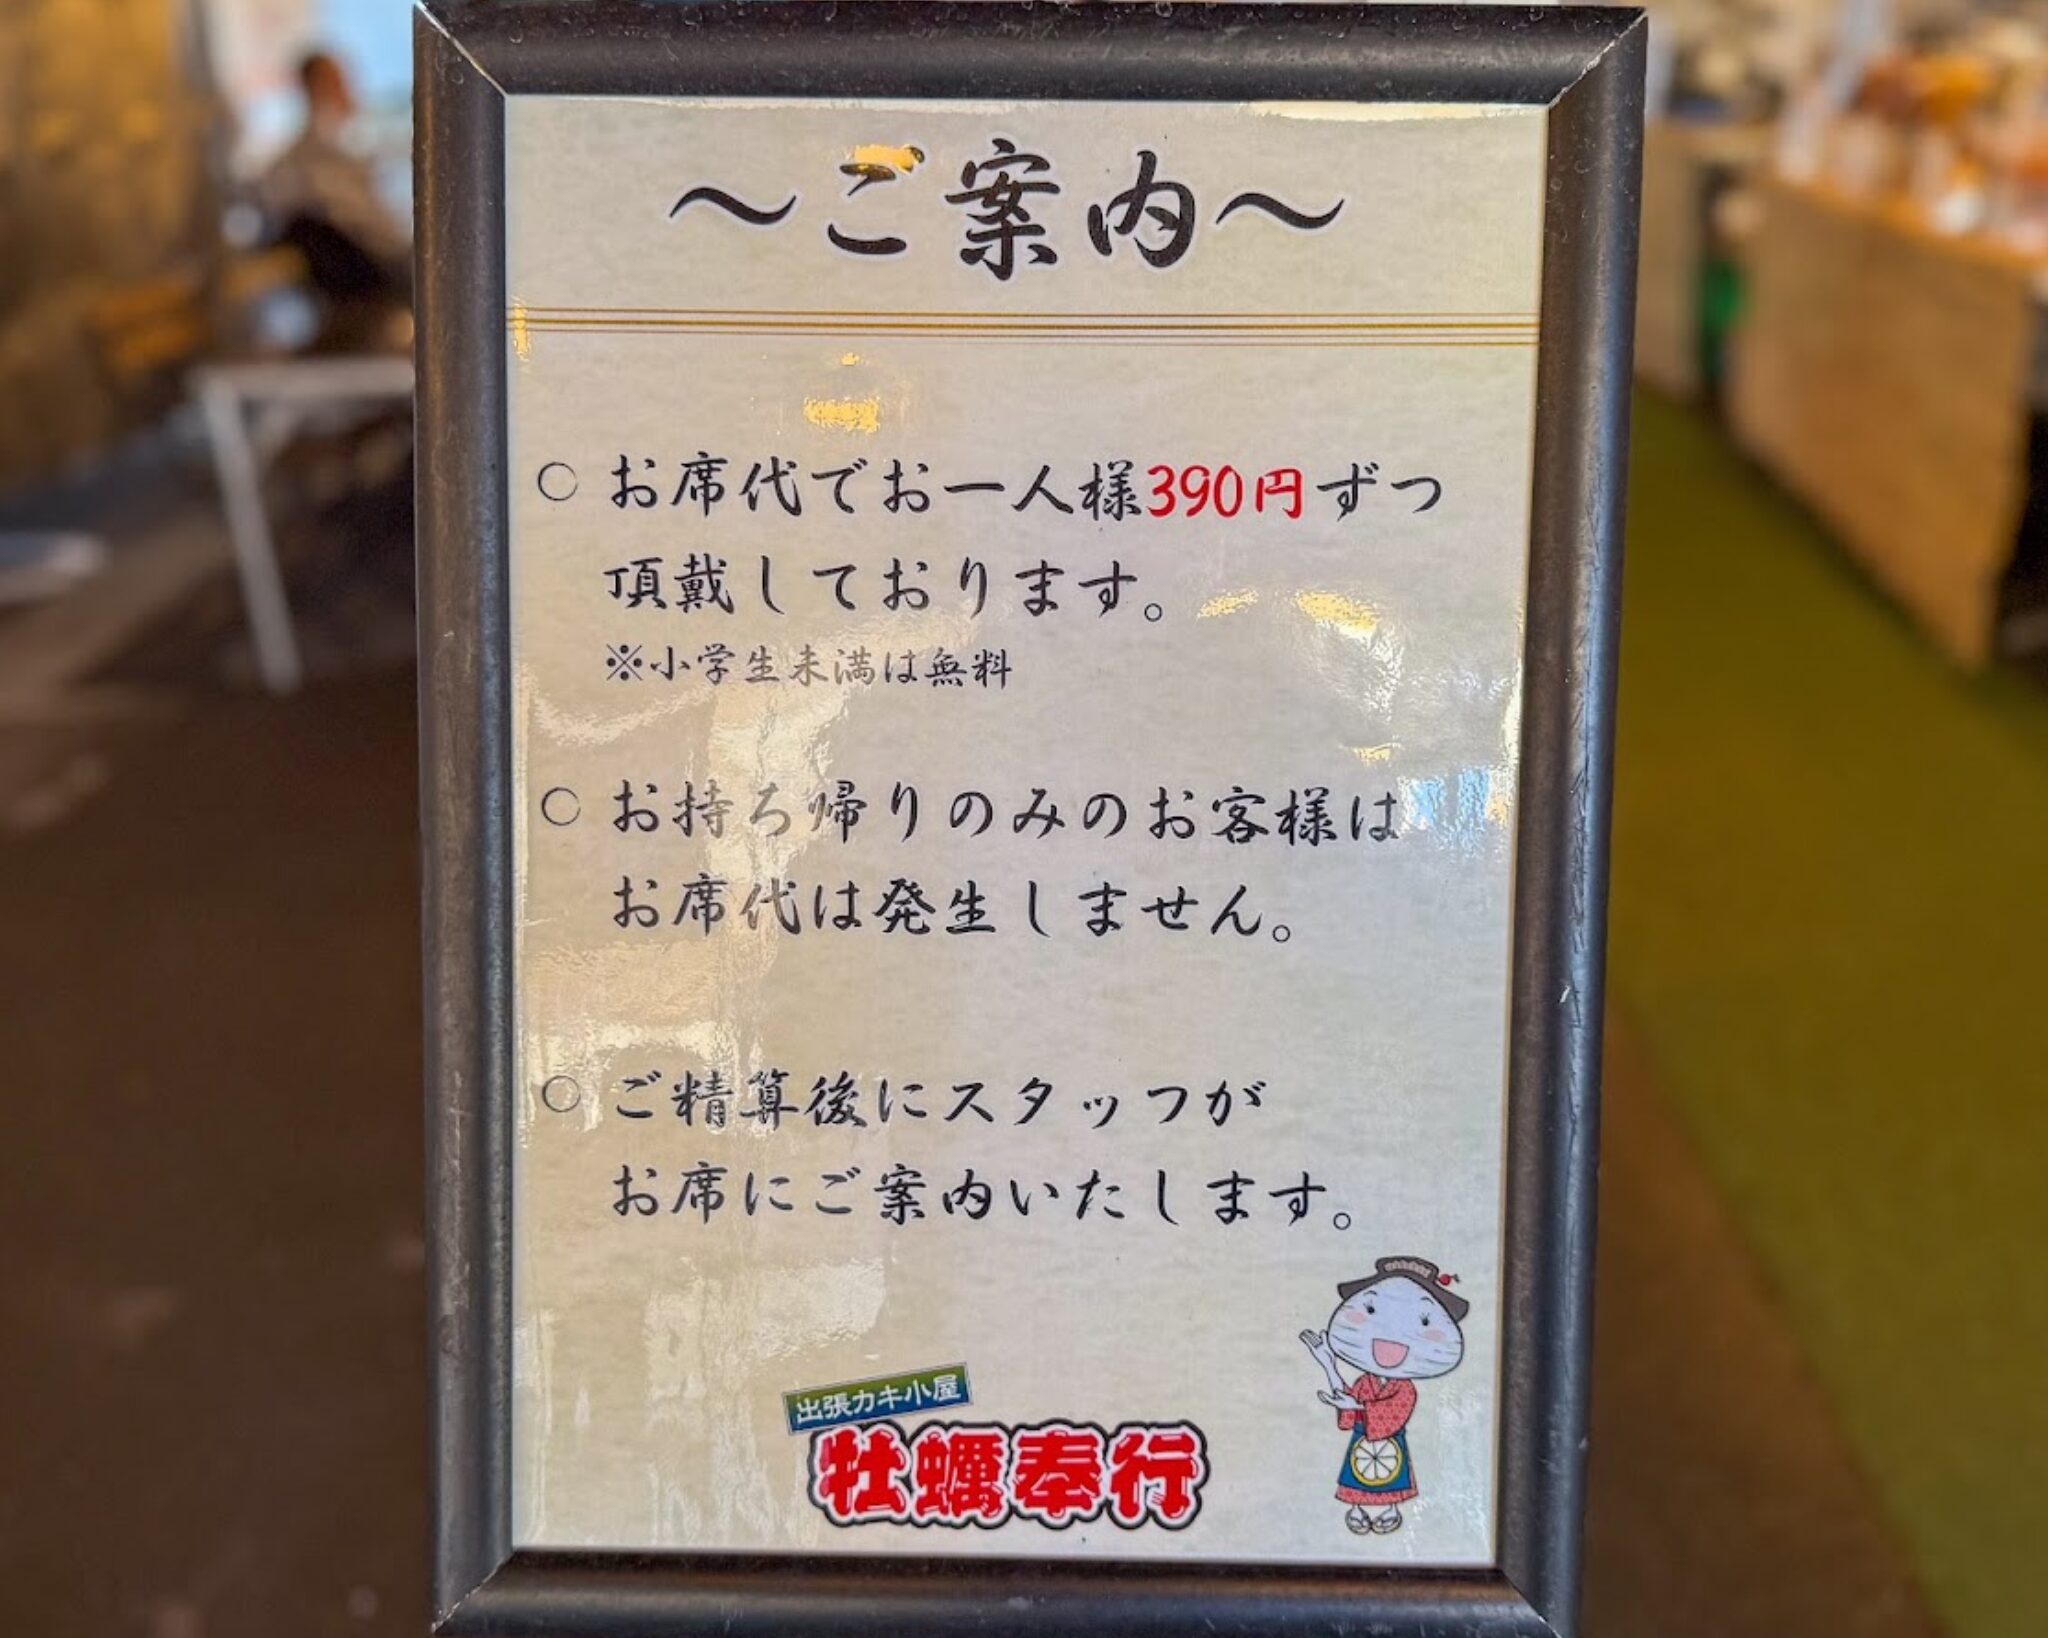 ～ご案内～
○ お席代でお一人様390円ずつ
頂戴しております。
※小学生未満は無料
○ お持ち帰りのみのお客様は
お席代は発生しません。
○ ご精算後にスタッフが
お席にご案内いたします。
出張カキ小屋
牡蠣奉行